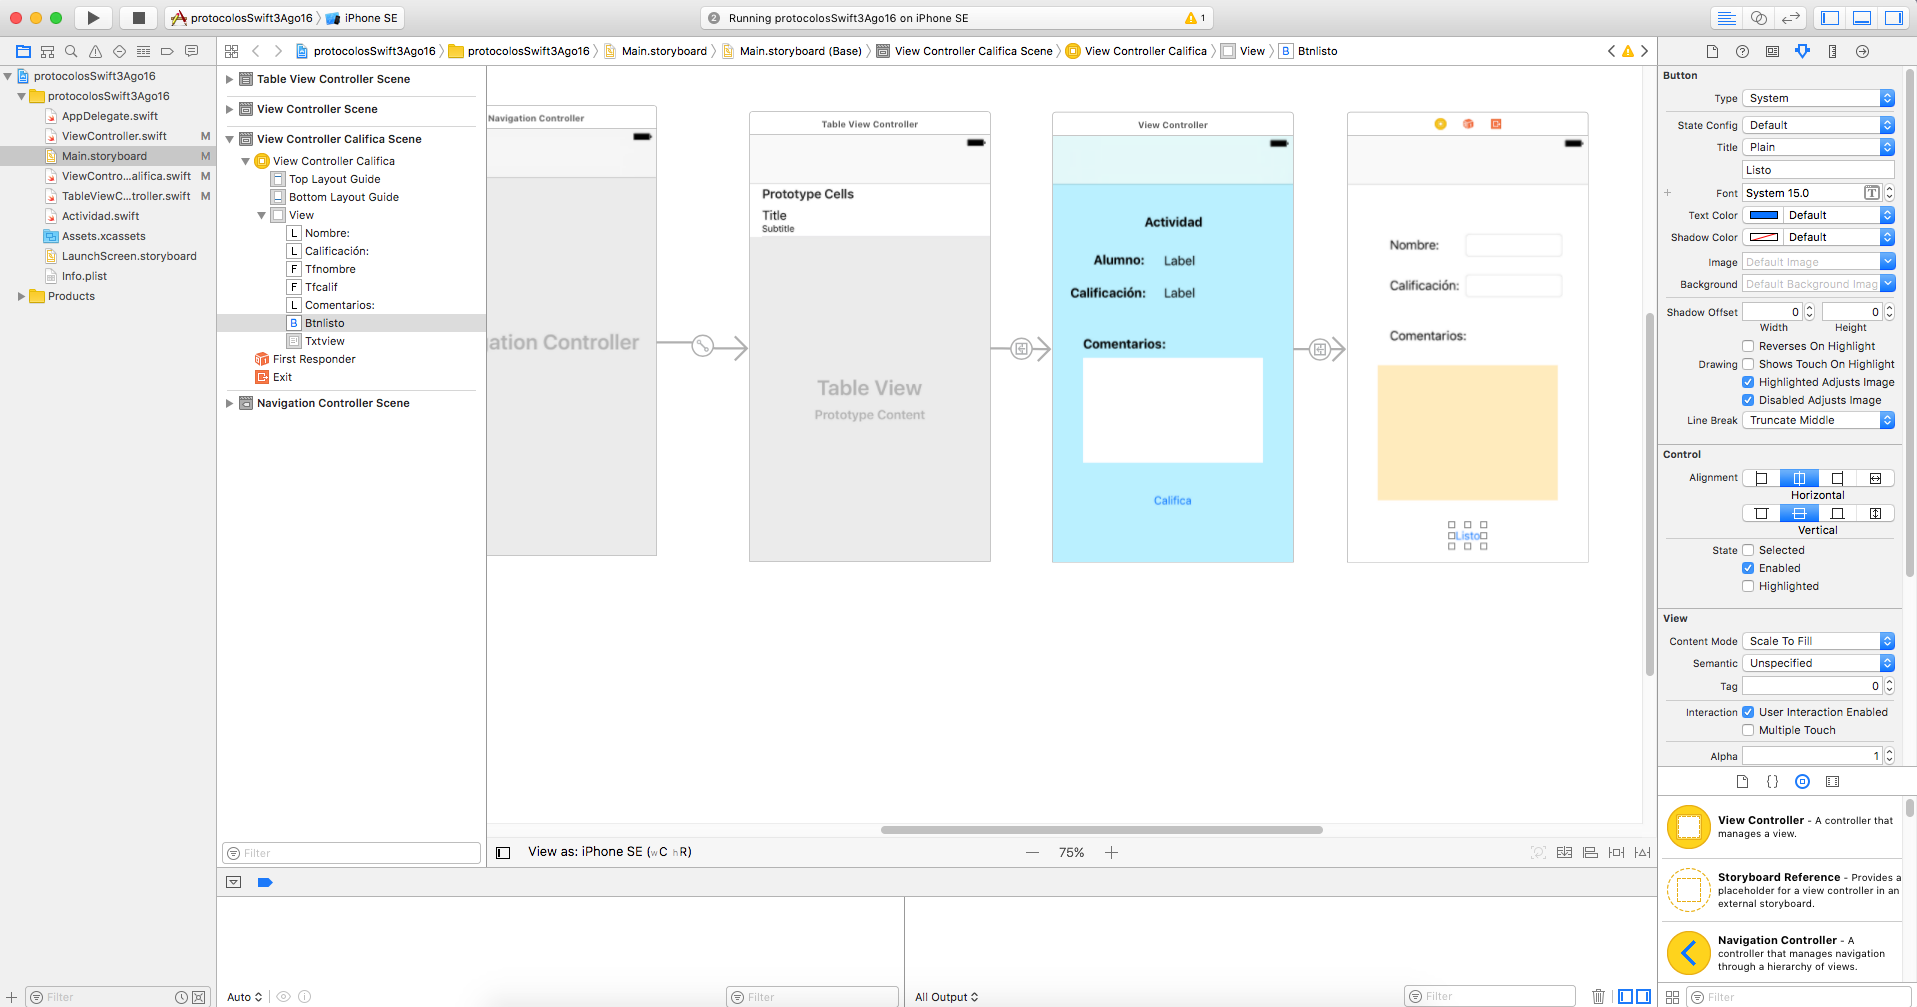 protocolosSwift3Ago16 iPhone SE
2 Running protocolosSwift3Ago16 on iPhone SE 1
protocolosSwift3Ago16 protocolosSwift3Ago16 Main.storyboard Main.storyboard (Base) View Controller Califica Scene View Controller Califica View B Btnlisto
protocolosSwift3Ago16
protocolosSwift3Ago16
AppDelegate.swift
ViewController.swift M
Main.storyboard M
ViewContro...alifica.swift M
TableViewC...troller.swift M
Actividad.swift
Assets.xcassets
LaunchScreen.storyboard
Info.plist
Products
Filter
Table View Controller Scene
View Controller Scene
View Controller Califica Scene
View Controller Califica
Top Layout Guide
Bottom Layout Guide
View
L Nombre:
L Calificación:
F Tfnombre
F Tfcalif
L Comentarios:
B Btnlisto
Txtview
First Responder
Exit
Navigation Controller Scene
Filter
Navigation Controller
ation Controller
Table View Controller
Prototype Cells
Title
Subtitle
Table View
Prototype Content
View Controller
Actividad
Alumno: Label
Calificación: Label
Comentarios:
Califica
Nombre:
Calificación:
Comentarios:
Listo
View as: iPhone SE (wC hR)
75%
Auto
Filter
All Output
Filter
Button
Type System
State Config Default
Title Plain
Listo
Font System 15.0 T
Text Color Default
Shadow Color Default
Image Default Image
Background Default Background Imag
Shadow Offset 0 0
Width Height
Reverses On Highlight
Drawing Shows Touch On Highlight
Highlighted Adjusts Image
Disabled Adjusts Image
Line Break Truncate Middle
Control
Alignment
Horizontal
Vertical
State Selected
Enabled
Highlighted
View
Content Mode Scale To Fill
Semantic Unspecified
Tag 0
Interaction User Interaction Enabled
Multiple Touch
Alpha 1
{ }
View Controller - A controller that
manages a view.
Storyboard Reference - Provides a
placeholder for a view controller in an
external storyboard.
Navigation Controller - A
controller that manages navigation
through a hierarchy of views.
Filter